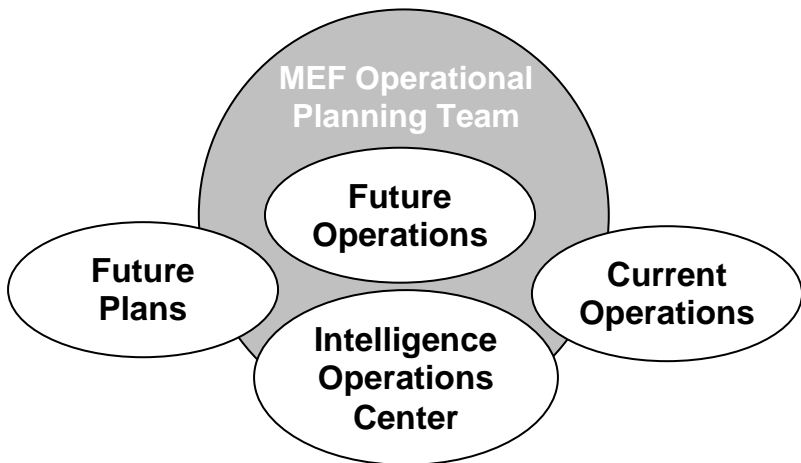 MEF Operational
Planning Team
Future
Operations
Future
Plans
Current
Operations
Intelligence
Operations
Center